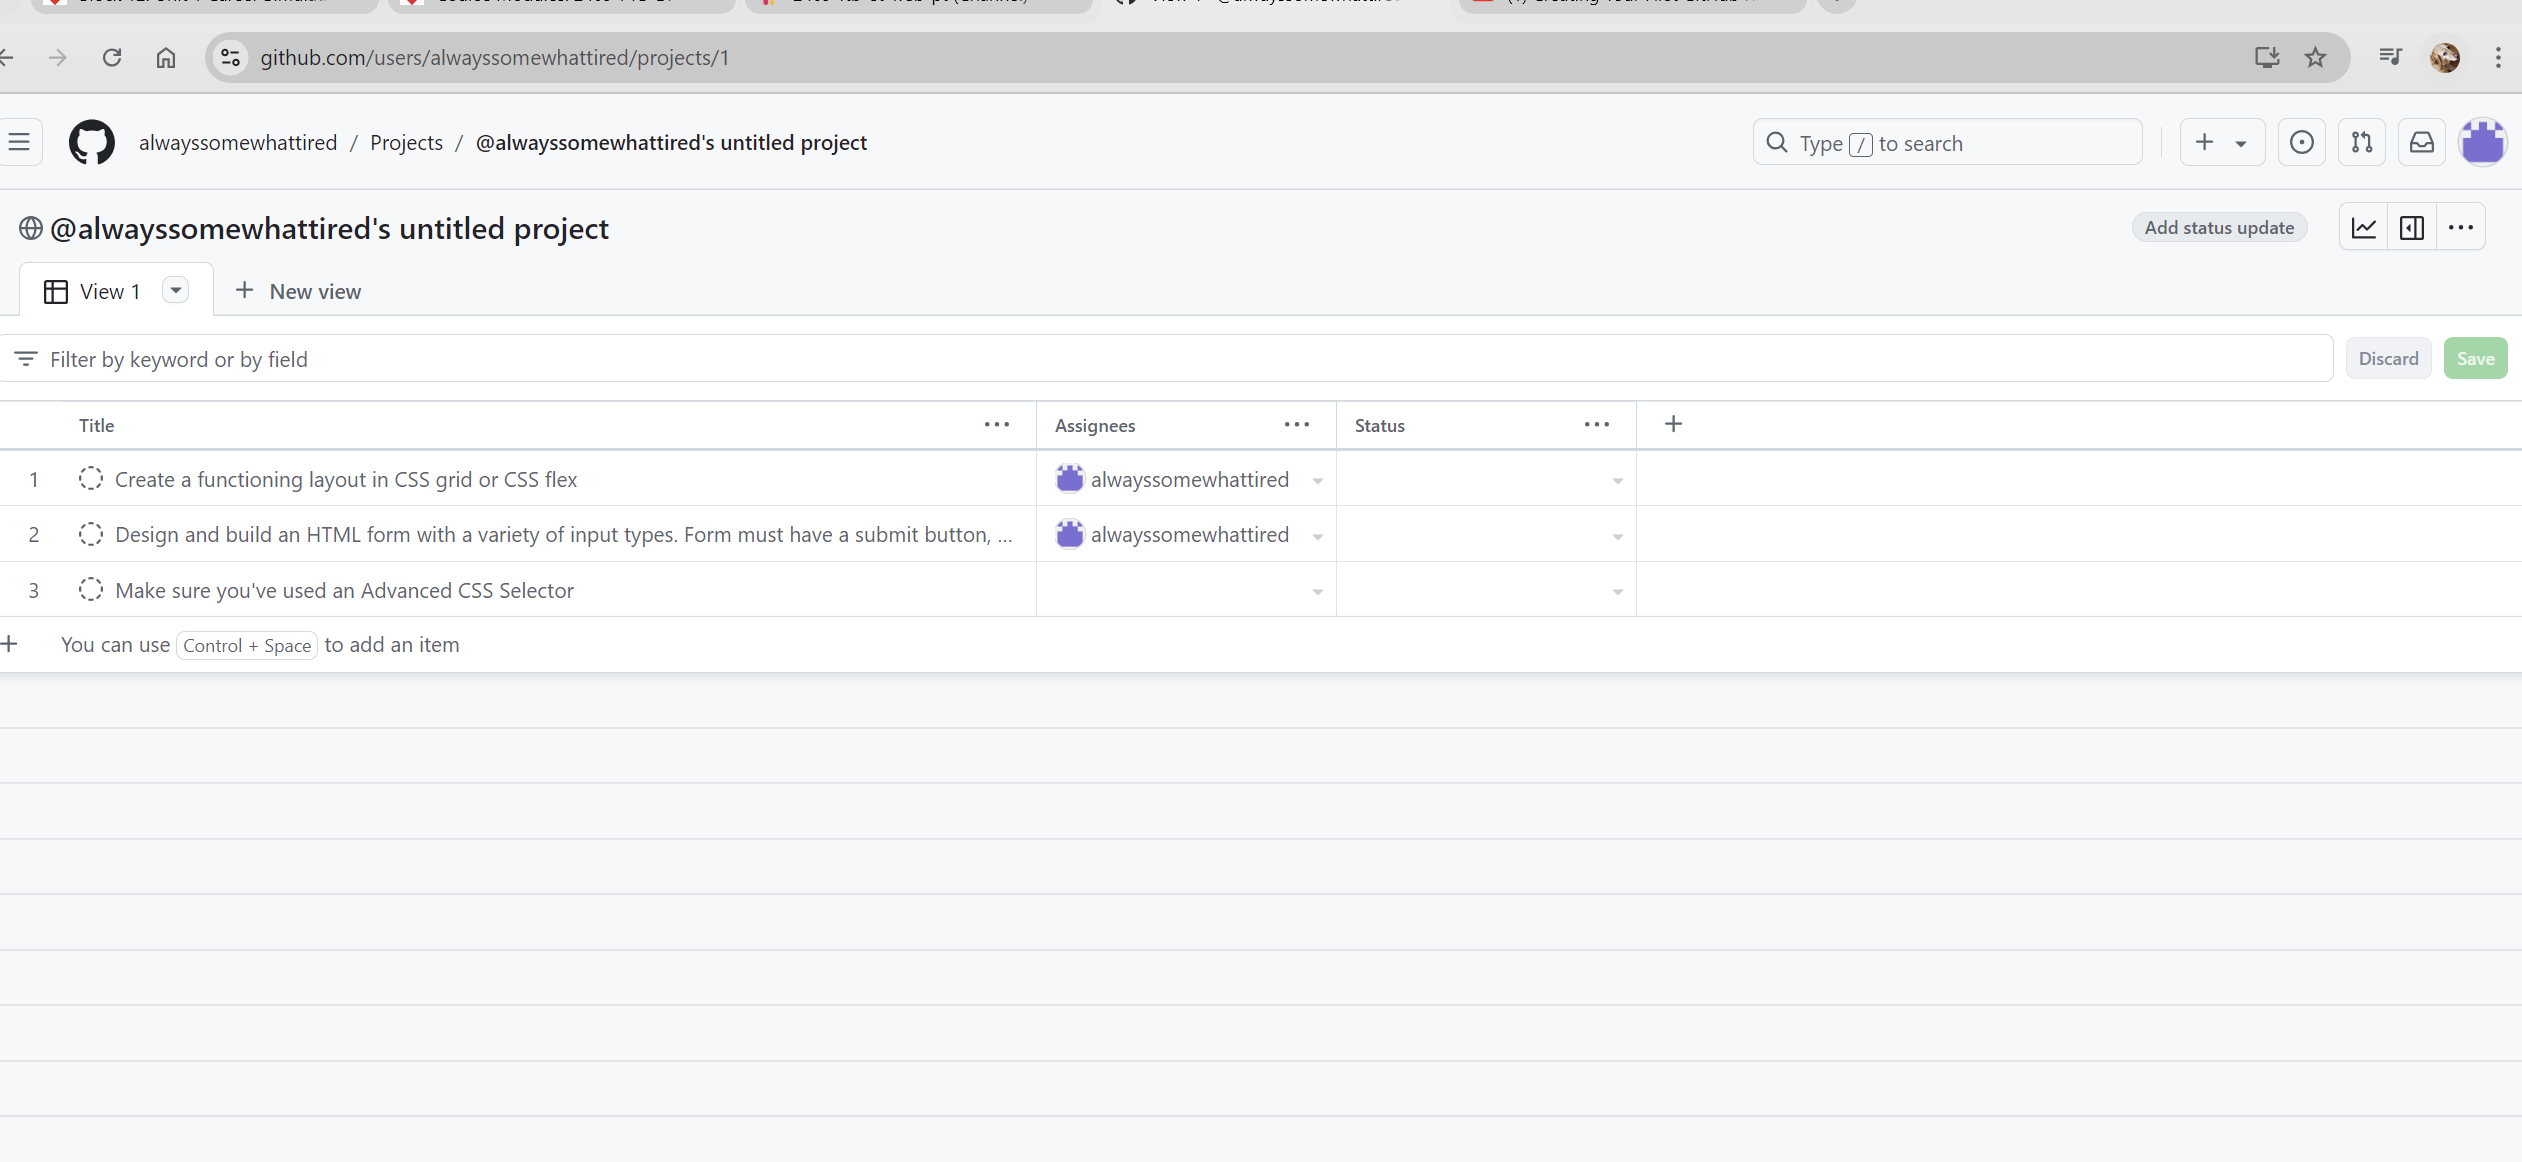 github.com/users/alwayssomewhattired/projects/1
alwayssomewhattired / Projects / @alwayssomewhattired's untitled project
Type / to search
@alwayssomewhattired's untitled project
Add status update
View 1
New view
Filter by keyword or by field
Discard
Save
Title
Assignees
Status
1 Create a functioning layout in CSS grid or CSS flex alwayssomewhattired
2 Design and build an HTML form with a variety of input types. Form must have a submit button, ... alwayssomewhattired
3 Make sure you've used an Advanced CSS Selector
You can use Control + Space to add an item